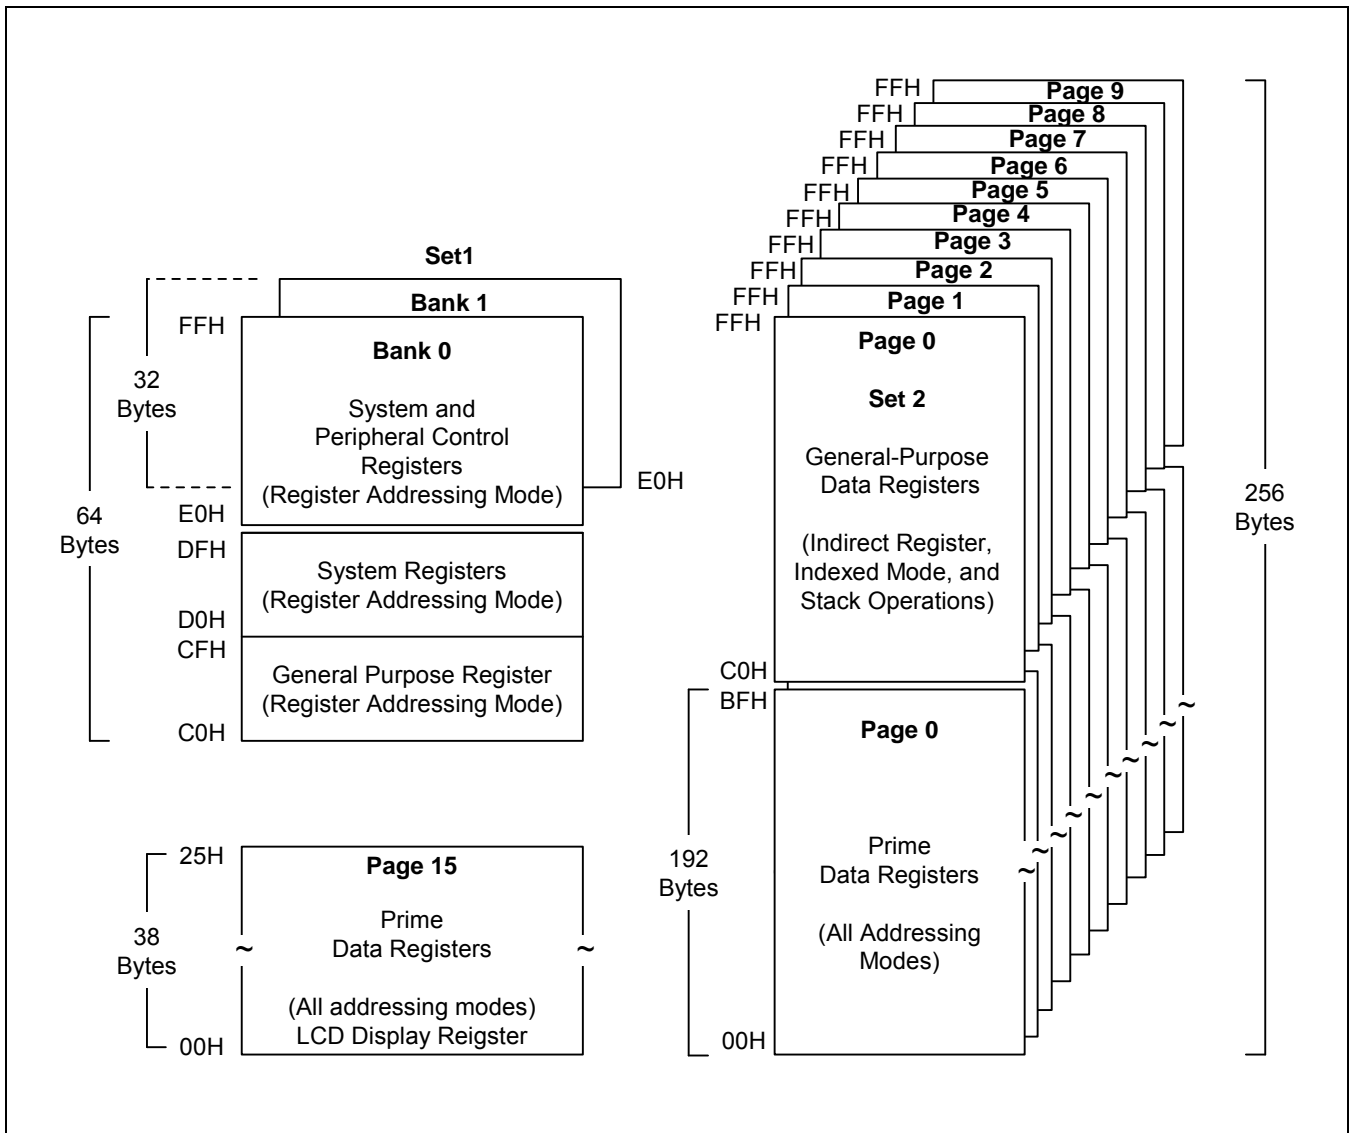 Set1
Bank 1
FFH
Bank 0
32
Bytes
System and
Peripheral Control
Registers
(Register Addressing Mode)
E0H
E0H
64
Bytes
DFH
System Registers
(Register Addressing Mode)
D0H
CFH
General Purpose Register
(Register Addressing Mode)
C0H
25H
Page 15
38
Bytes
~
Prime
Data Registers
~
(All addressing modes)
LCD Display Reigster
00H
FFH
Page 9
FFH
Page 8
FFH
Page 7
FFH
Page 6
FFH
Page 5
FFH
Page 4
FFH
Page 3
FFH
Page 2
FFH
Page 1
FFH
Page 0
Set 2
General-Purpose
Data Registers
(Indirect Register,
Indexed Mode, and
Stack Operations)
C0H
BFH
Page 0
192
Bytes
Prime
Data Registers
(All Addressing
Modes)
00H
~
~
~
~
~
~
~
~
~
~
256
Bytes